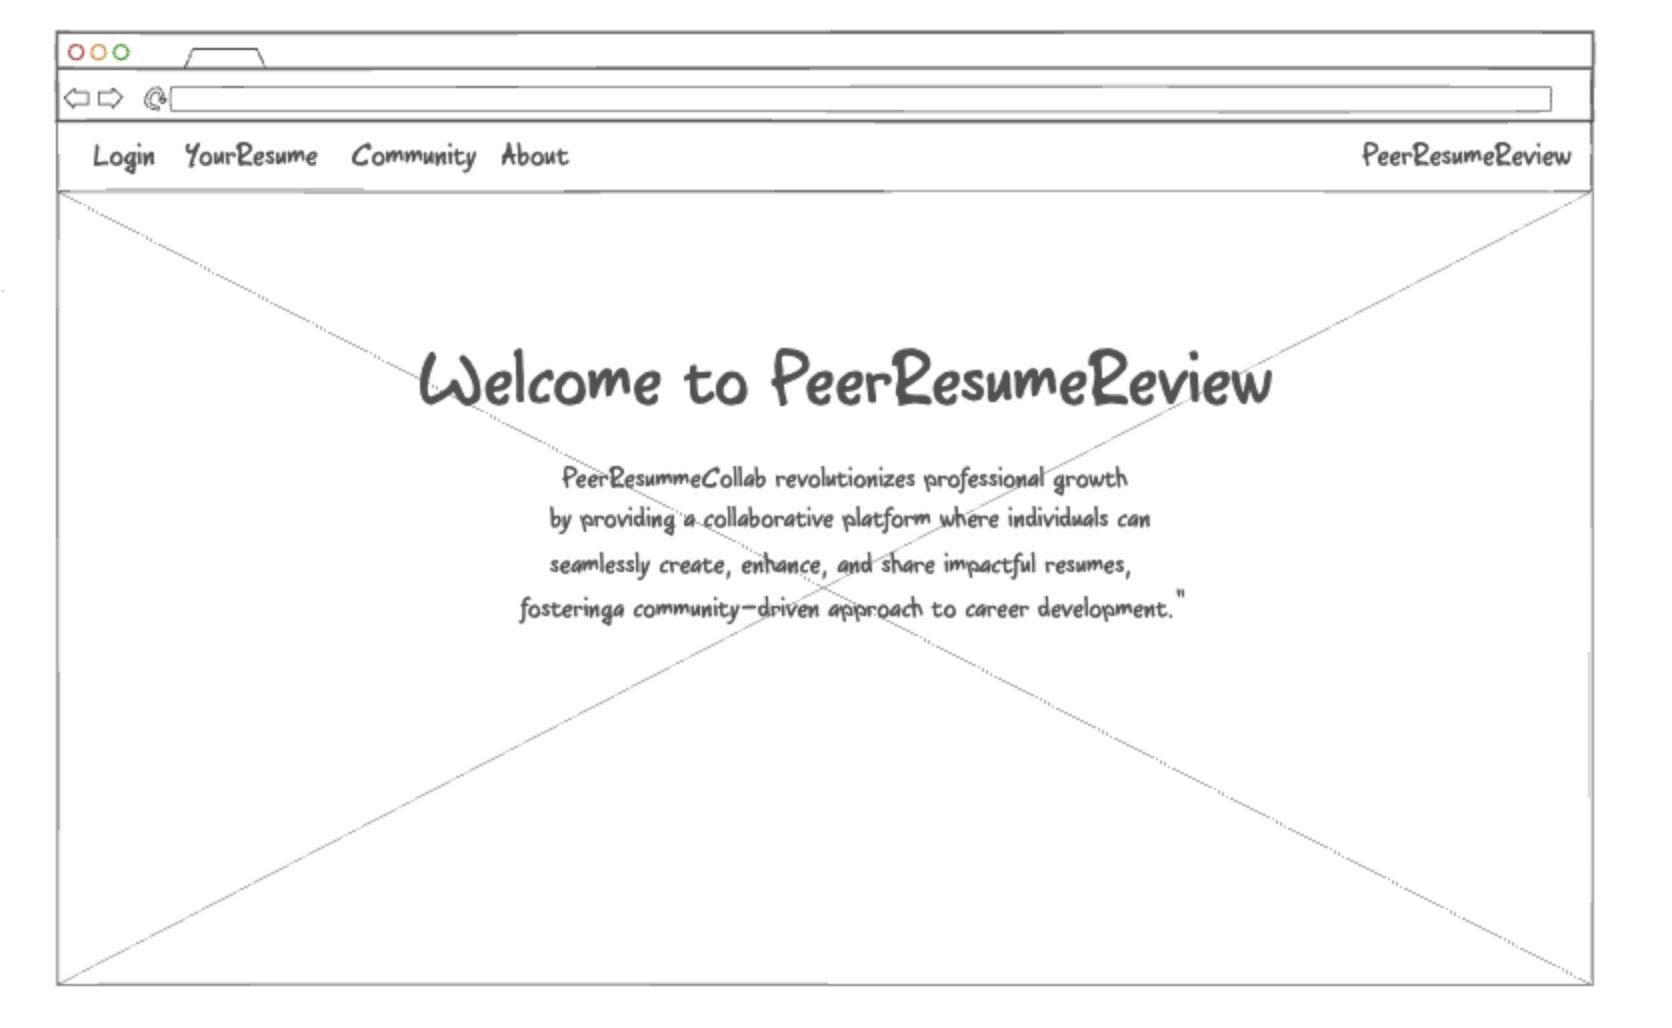 Login YourResume Community About PeerResumeReview
Welcome to PeerResumeReview
PeerResummeCollab revolutionizes professional growth
by providing a collaborative platform where individuals can
seamlessly create, enhance, and share impactful resumes,
fosteringa community-driven approach to career development."